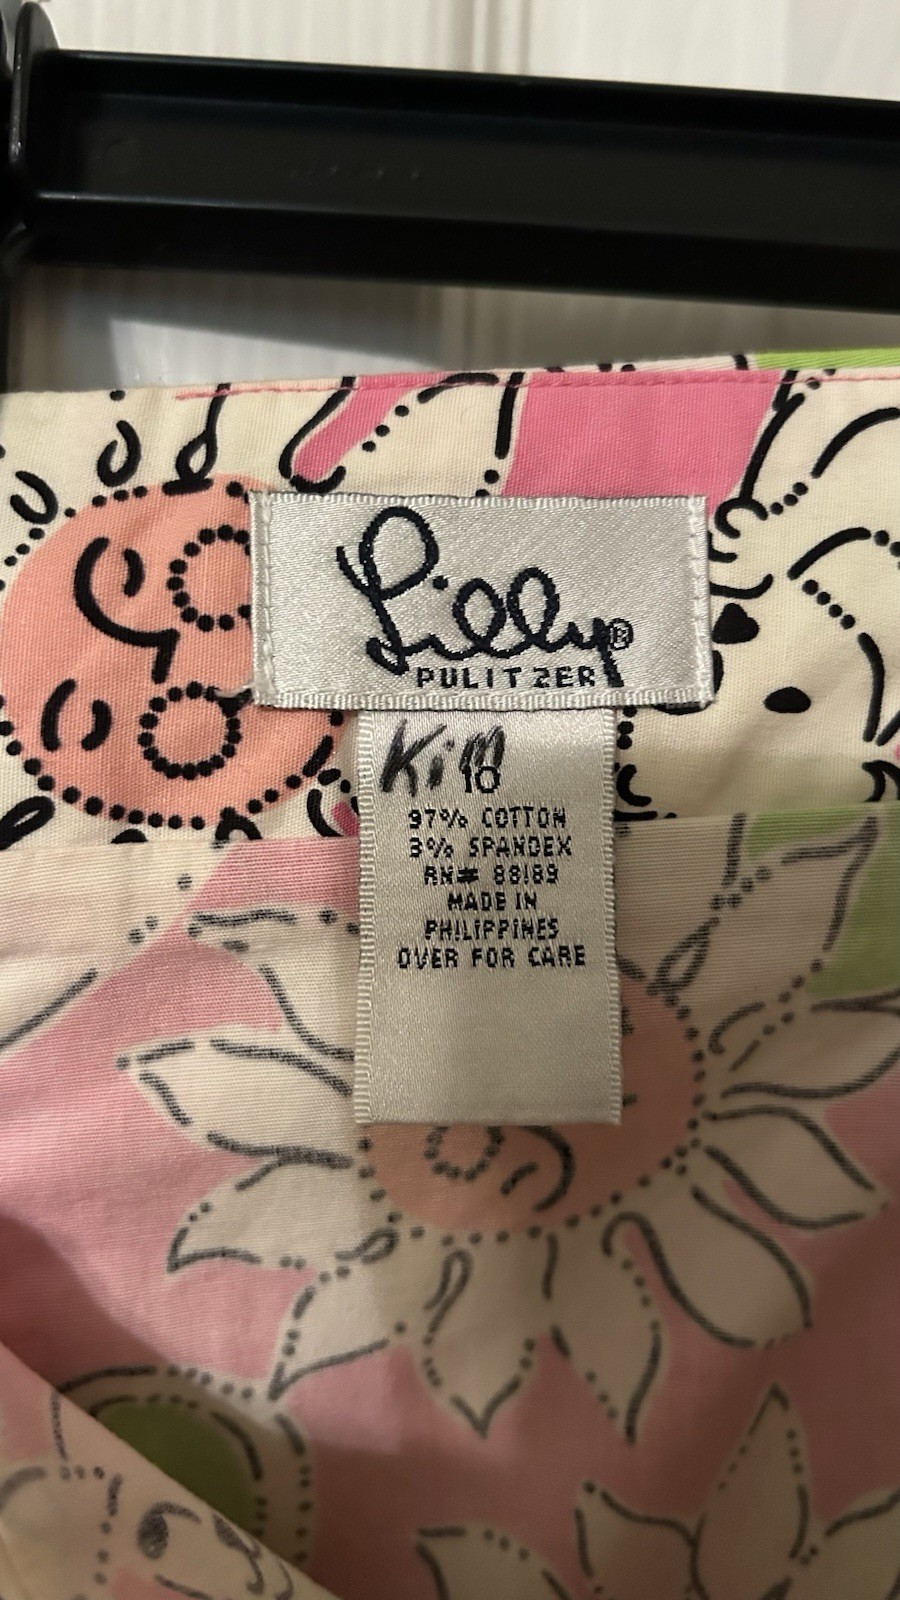 Lilly®
PULITZER
Kim
10
97% COTTON
3% SPANDEX
RN# 88189
MADE IN
PHILIPPINES
OVER FOR CARE